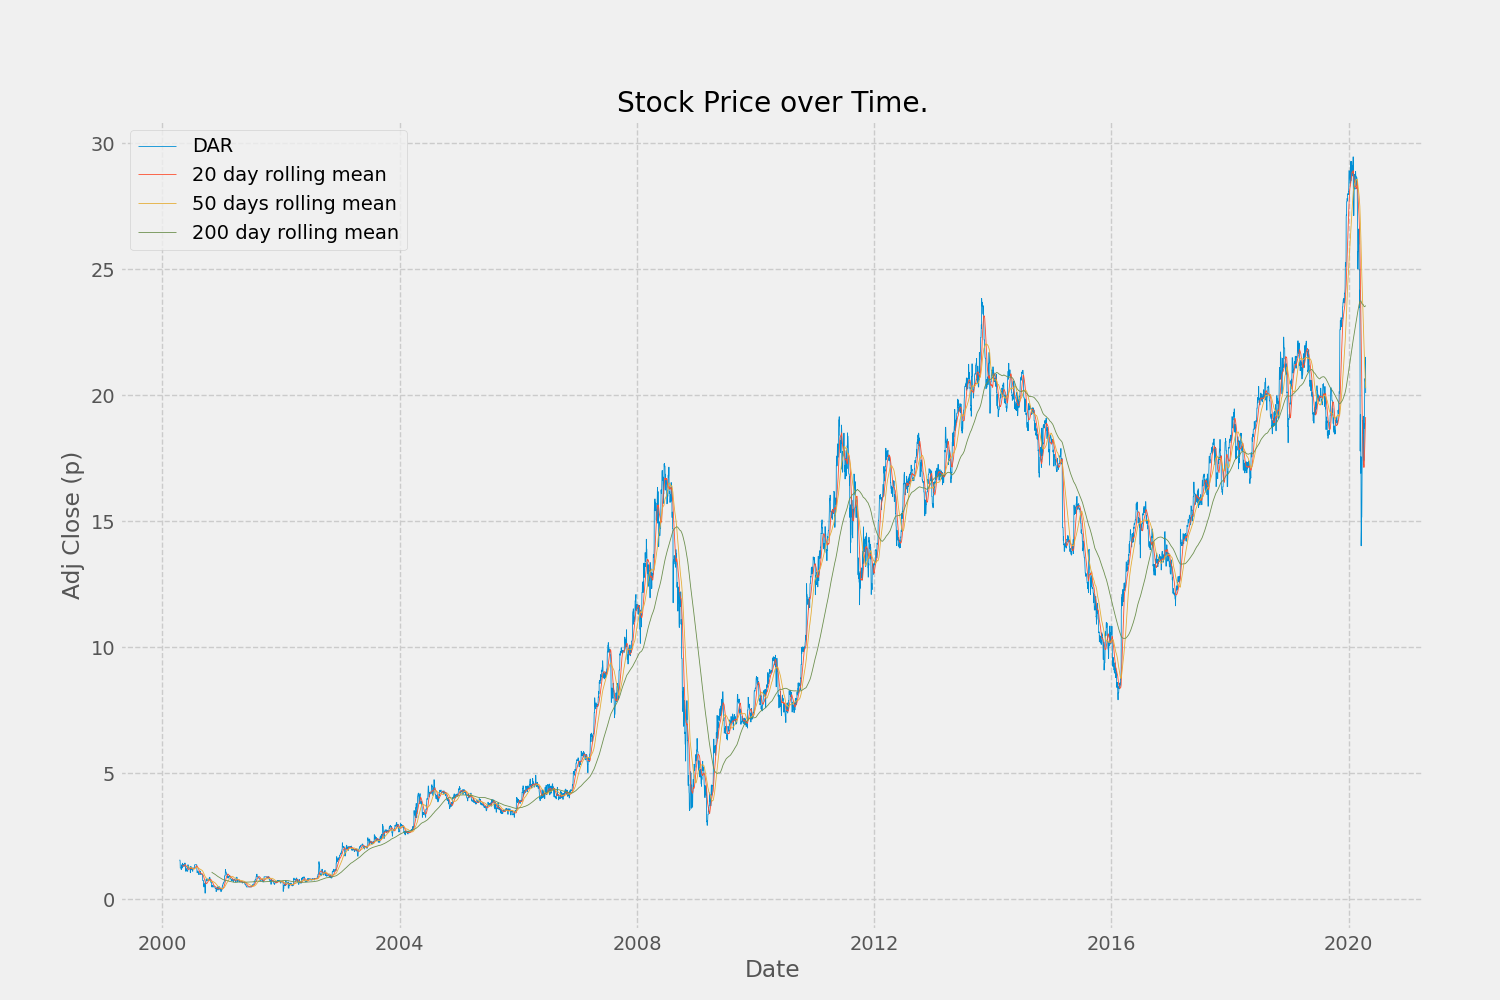 Stock Price over Time.
DAR
20 day rolling mean
50 days rolling mean
200 day rolling mean
30
25
20
15
10
5
0
Adj Close (p)
2000 2004 2008 2012 2016 2020
Date